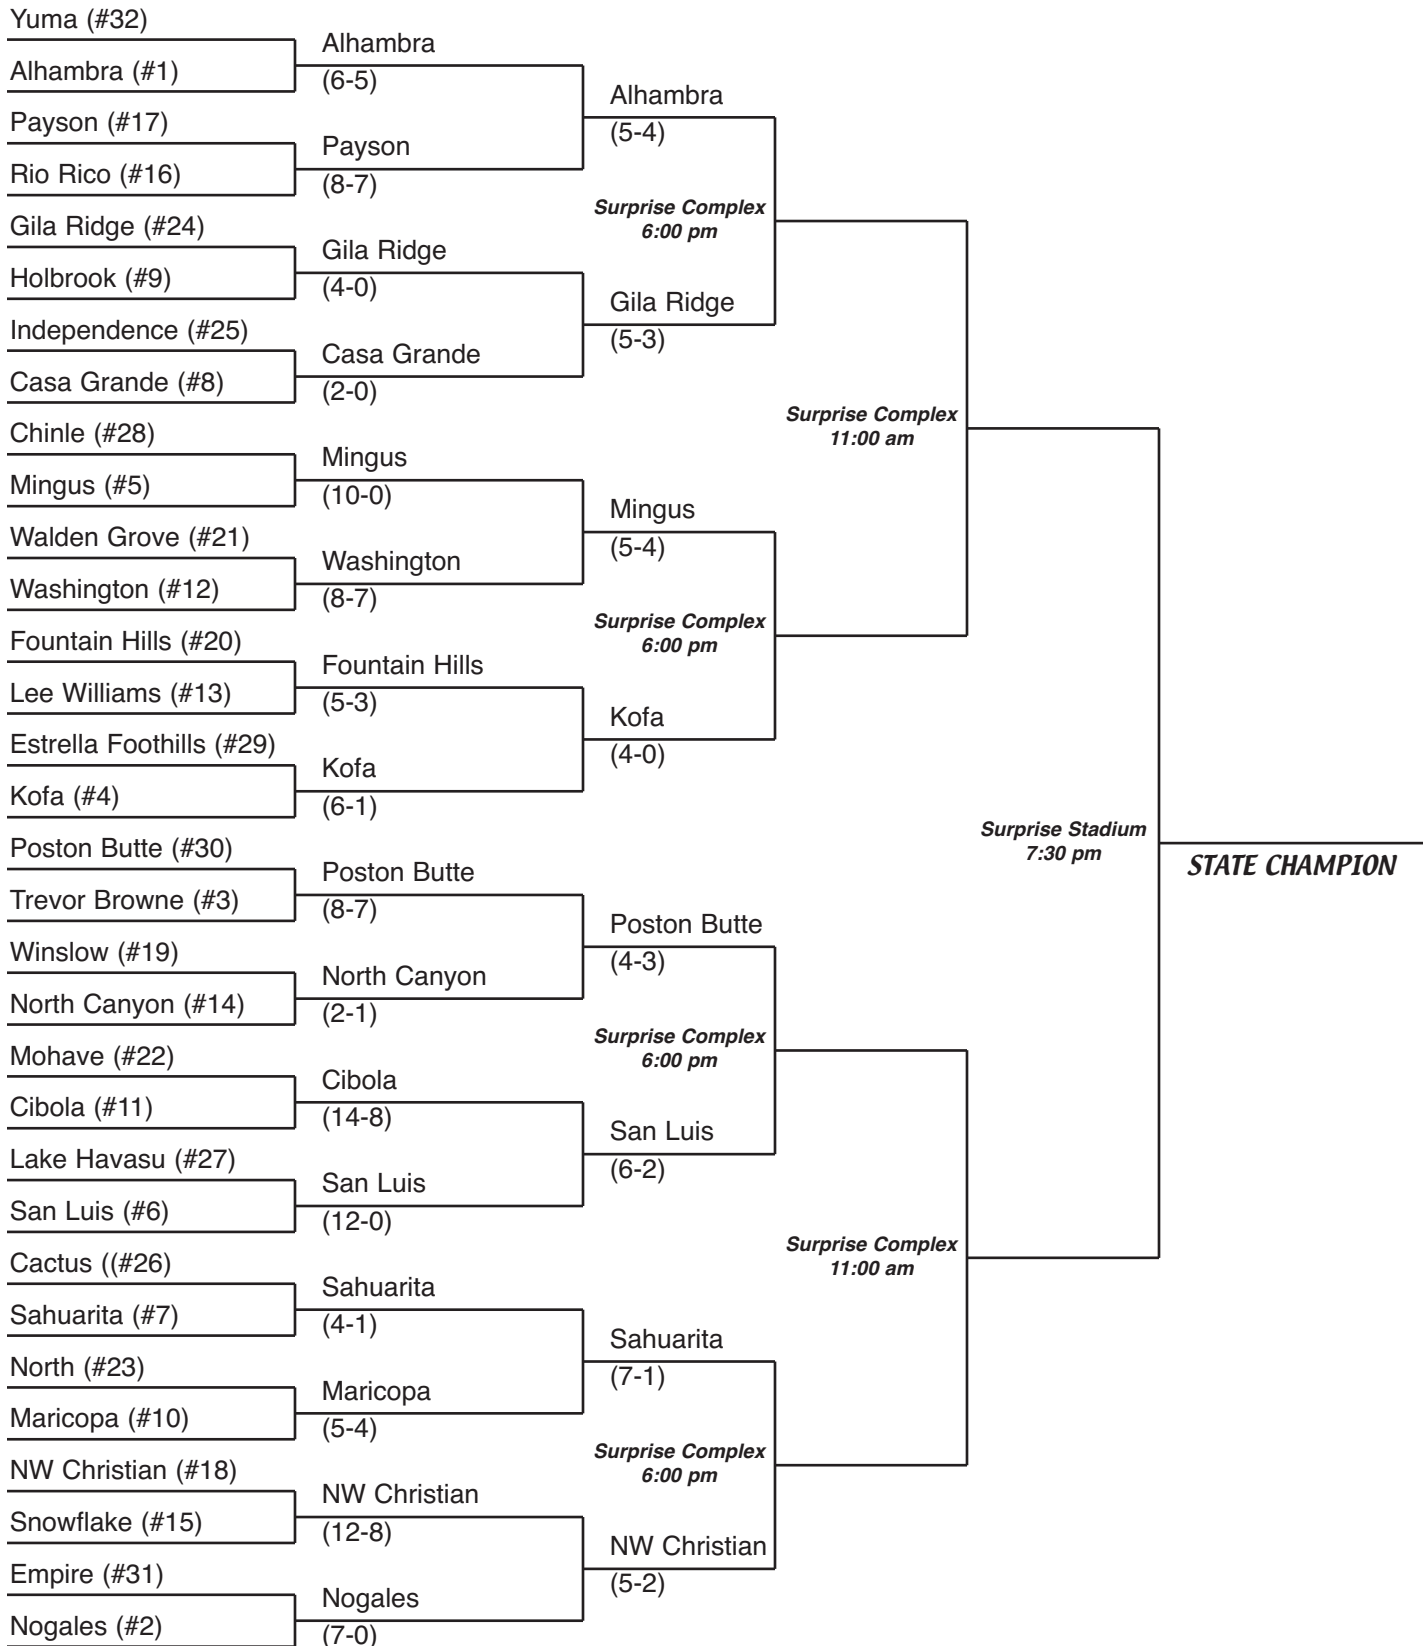 Yuma (#32)
Alhambra (#1)
Payson (#17)
Rio Rico (#16)
Gila Ridge (#24)
Holbrook (#9)
Independence (#25)
Casa Grande (#8)
Chinle (#28)
Mingus (#5)
Walden Grove (#21)
Washington (#12)
Fountain Hills (#20)
Lee Williams (#13)
Estrella Foothills (#29)
Kofa (#4)
Poston Butte (#30)
Trevor Browne (#3)
Winslow (#19)
North Canyon (#14)
Mohave (#22)
Cibola (#11)
Lake Havasu (#27)
San Luis (#6)
Cactus ((#26)
Sahuarita (#7)
North (#23)
Maricopa (#10)
NW Christian (#18)
Snowflake (#15)
Empire (#31)
Nogales (#2)
Alhambra
(6-5)
Payson
(8-7)
Gila Ridge
(4-0)
Casa Grande
(2-0)
Mingus
(10-0)
Washington
(8-7)
Fountain Hills
(5-3)
Kofa
(6-1)
Poston Butte
(8-7)
North Canyon
(2-1)
Cibola
(14-8)
San Luis
(12-0)
Sahuarita
(4-1)
Maricopa
(5-4)
NW Christian
(12-8)
Nogales
(7-0)
Alhambra
(5-4)
Surprise Complex
6:00 pm
Gila Ridge
(5-3)
Mingus
(5-4)
Surprise Complex
6:00 pm
Kofa
(4-0)
Poston Butte
(4-3)
Surprise Complex
6:00 pm
San Luis
(6-2)
Sahuarita
(7-1)
Surprise Complex
6:00 pm
NW Christian
(5-2)
Surprise Complex
11:00 am
Surprise Complex
11:00 am
Surprise Stadium
7:30 pm
STATE CHAMPION